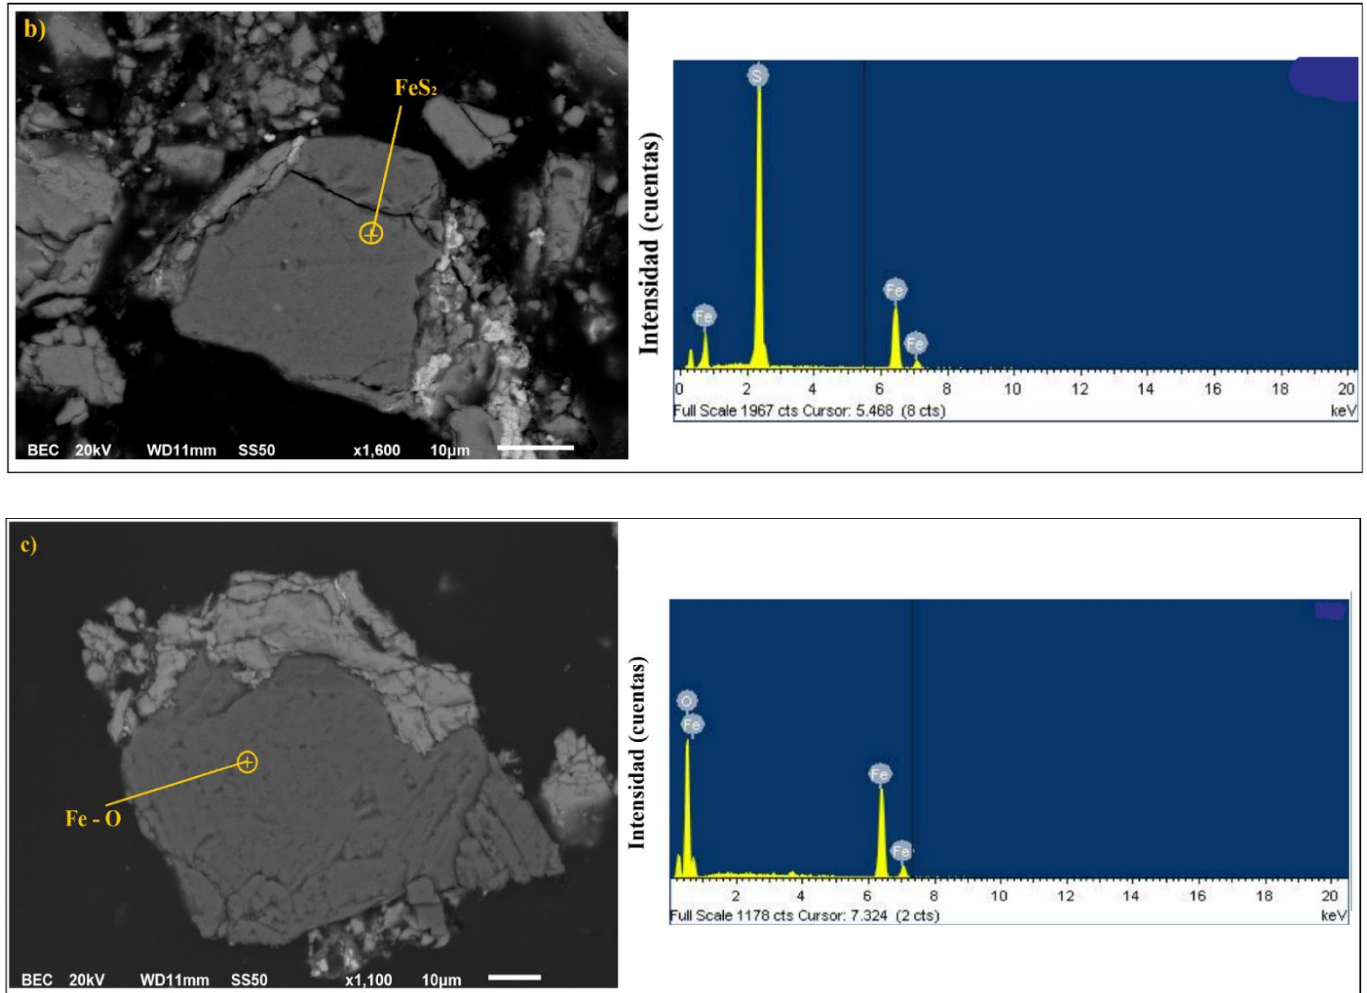 b)
FeS₂
BEC 20kV WD11mm SS50 x1,600 10µm
Intensidad (cuentas)
S
Fe
Fe
Fe
0 2 4 6 8 10 12 14 16 18 20
Full Scale 1967 cts Cursor: 5.468 (8 cts) keV
c)
Fe - O
BEC 20kV WD11mm SS50 x1,100 10µm
Intensidad (cuentas)
O
Fe
Fe
Fe
2 4 6 8 10 12 14 16 18 20
Full Scale 1178 cts Cursor: 7.324 (2 cts) keV